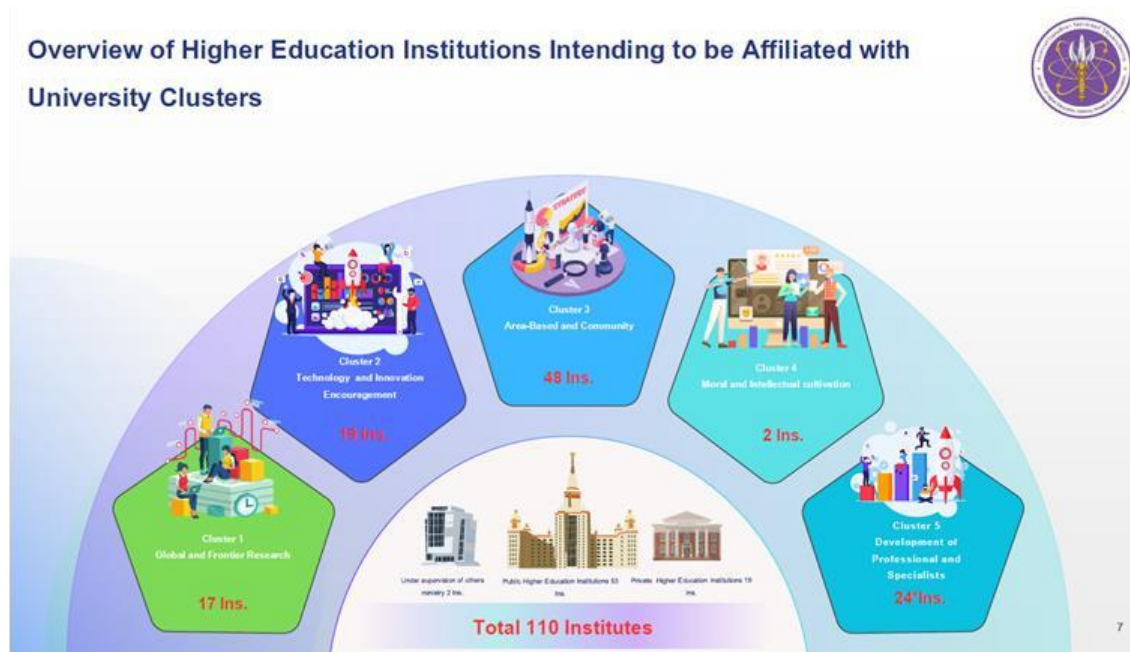 Overview of Higher Education Institutions Intending to be Affiliated with
University Clusters
Cluster 3
Area-Based and Community
48 Ins.
Cluster 2
Technology and Innovation
Encouragement
19 Ins.
Cluster 4
Moral and Intellectual cultivation
2 Ins.
Cluster 1
Global and Frontier Research
17 Ins.
Cluster 5
Development of
Professional and
Specialists
24*Ins.
STRATEGY
Under supervision of others
ministry 2 Ins.
Public Higher Education Institutions
Ins.
Private Higher Education Institutions 19
Ins.
Total 110 Institutes
7